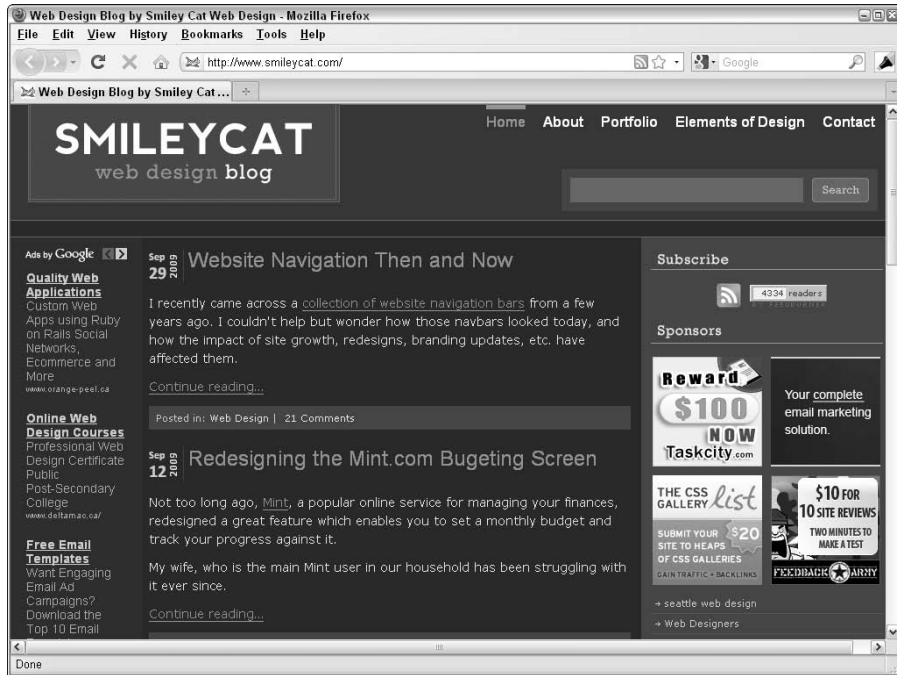 Web Design Blog by Smiley Cat Web Design - Mozilla Firefox
File Edit View History Bookmarks Tools Help
http://www.smileycat.com/
Google
Web Design Blog by Smiley Cat...
SMILEYCAT
web design blog
Home About Portfolio Elements of Design Contact
Search
Ads by Google
Quality Web
Applications
Custom Web
Apps using Ruby
on Rails Social
Networks,
Ecommerce and
More
www.orange-peel.ca
Online Web
Design Courses
Professional Web
Design Certificate
Public
Post-Secondary
College
www.deltamac.ca/
Free Email
Templates
Want Engaging
Email Ad
Campaigns?
Download the
Top 10 Email
Sep 29 2009
Website Navigation Then and Now
I recently came across a collection of website navigation bars from a few
years ago. I couldn't help but wonder how those navbars looked today, and
how the impact of site growth, redesigns, branding updates, etc. have
affected them.
Continue reading...
Posted in: Web Design | 21 Comments
Sep 12 2009
Redesigning the Mint.com Bugeting Screen
Not too long ago, Mint, a popular online service for managing your finances,
redesigned a great feature which enables you to set a monthly budget and
track your progress against it.
My wife, who is the main Mint user in our household has been struggling with
it ever since.
Continue reading...
Subscribe
4334 readers
Sponsors
Reward
$100
NOW
Taskcity.com
Your complete
email marketing
solution.
THE CSS
GALLERY list
SUBMIT YOUR $20
SITE TO HEAPS
OF CSS GALLERIES
GAIN TRAFFIC + BACKLINKS
$10 FOR
10 SITE REVIEWS
TWO MINUTES TO
MAKE A TEST
FEEDBACK ARMY
→ seattle web design
→ Web Designers
Done